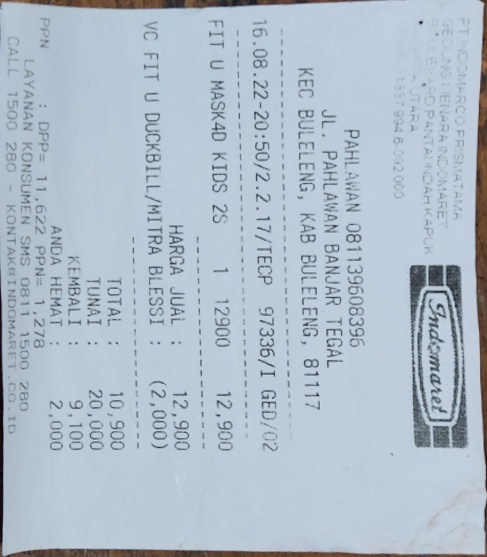 PT INDOMARCO PRISMATAMA
GEDUNG MENARA INDOMARET
BOULEVARD PANTAI INDAH KAPUK
JAKARTA UTARA
1337.994.6-092.000
Indomaret
PAHLAWAN 081139608396
JL. PAHLAWAN BANJAR TEGAL
KEC BULELENG, KAB BULELENG, 81117
16.08.22-20:50/2.2.17/TECP 97336/I GED/02
FIT U MASK4D KIDS 2S 1 12900 12,900
HARGA JUAL : 12,900
VC FIT U DUCKBILL/MITRA BLESSI : (2,000)
TOTAL : 10,900
TUNAI : 20,000
KEMBALI : 9,100
ANDA HEMAT : 2,000
PPN : DPP= 11,622 PPN= 1,278
LAYANAN KONSUMEN SMS 0811 1500 280
CALL 1500 280 - KONTAK@INDOMARET.CO.ID